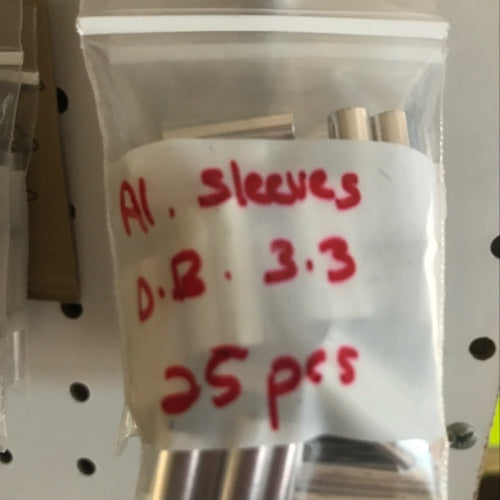 Al. Sleeves
D.B. 3.3
25 pcs